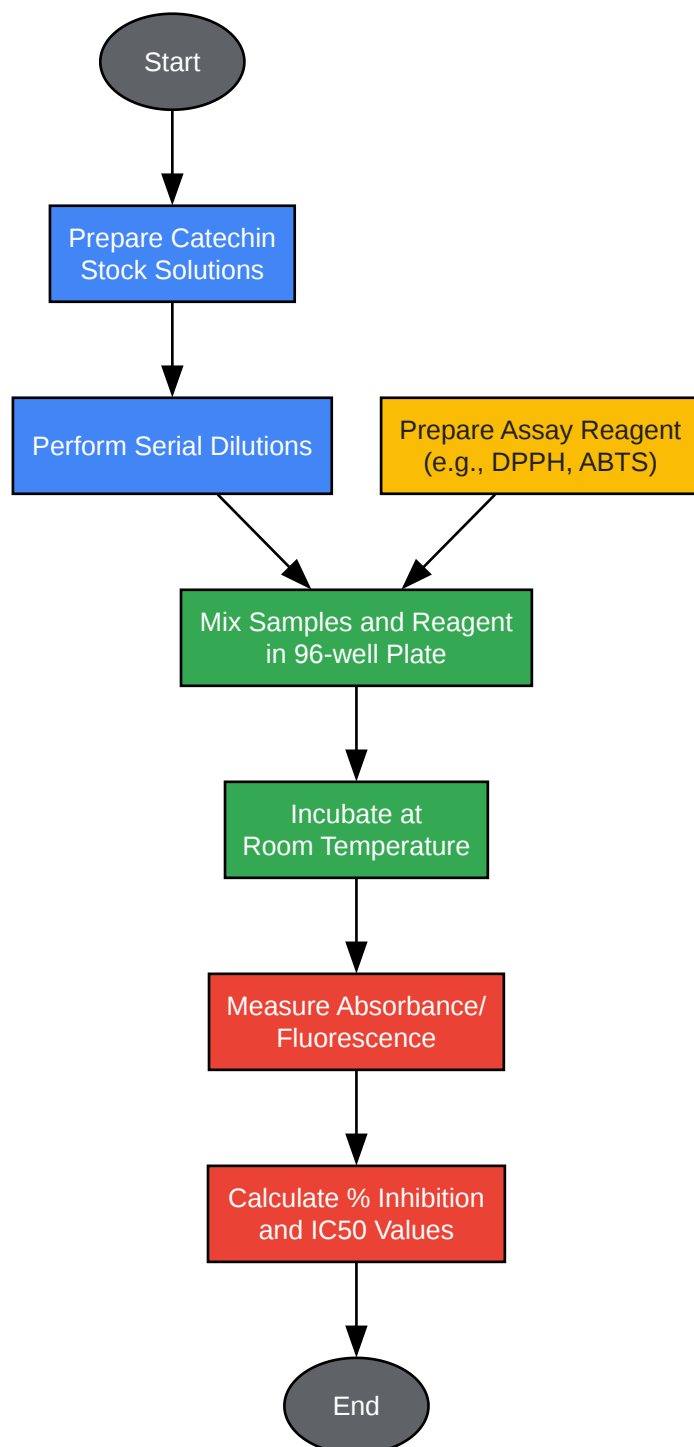 Start
Prepare Catechin
Stock Solutions
Perform Serial Dilutions
Prepare Assay Reagent
(e.g., DPPH, ABTS)
Mix Samples and Reagent
in 96-well Plate
Incubate at
Room Temperature
Measure Absorbance/
Fluorescence
Calculate % Inhibition
and IC50 Values
End